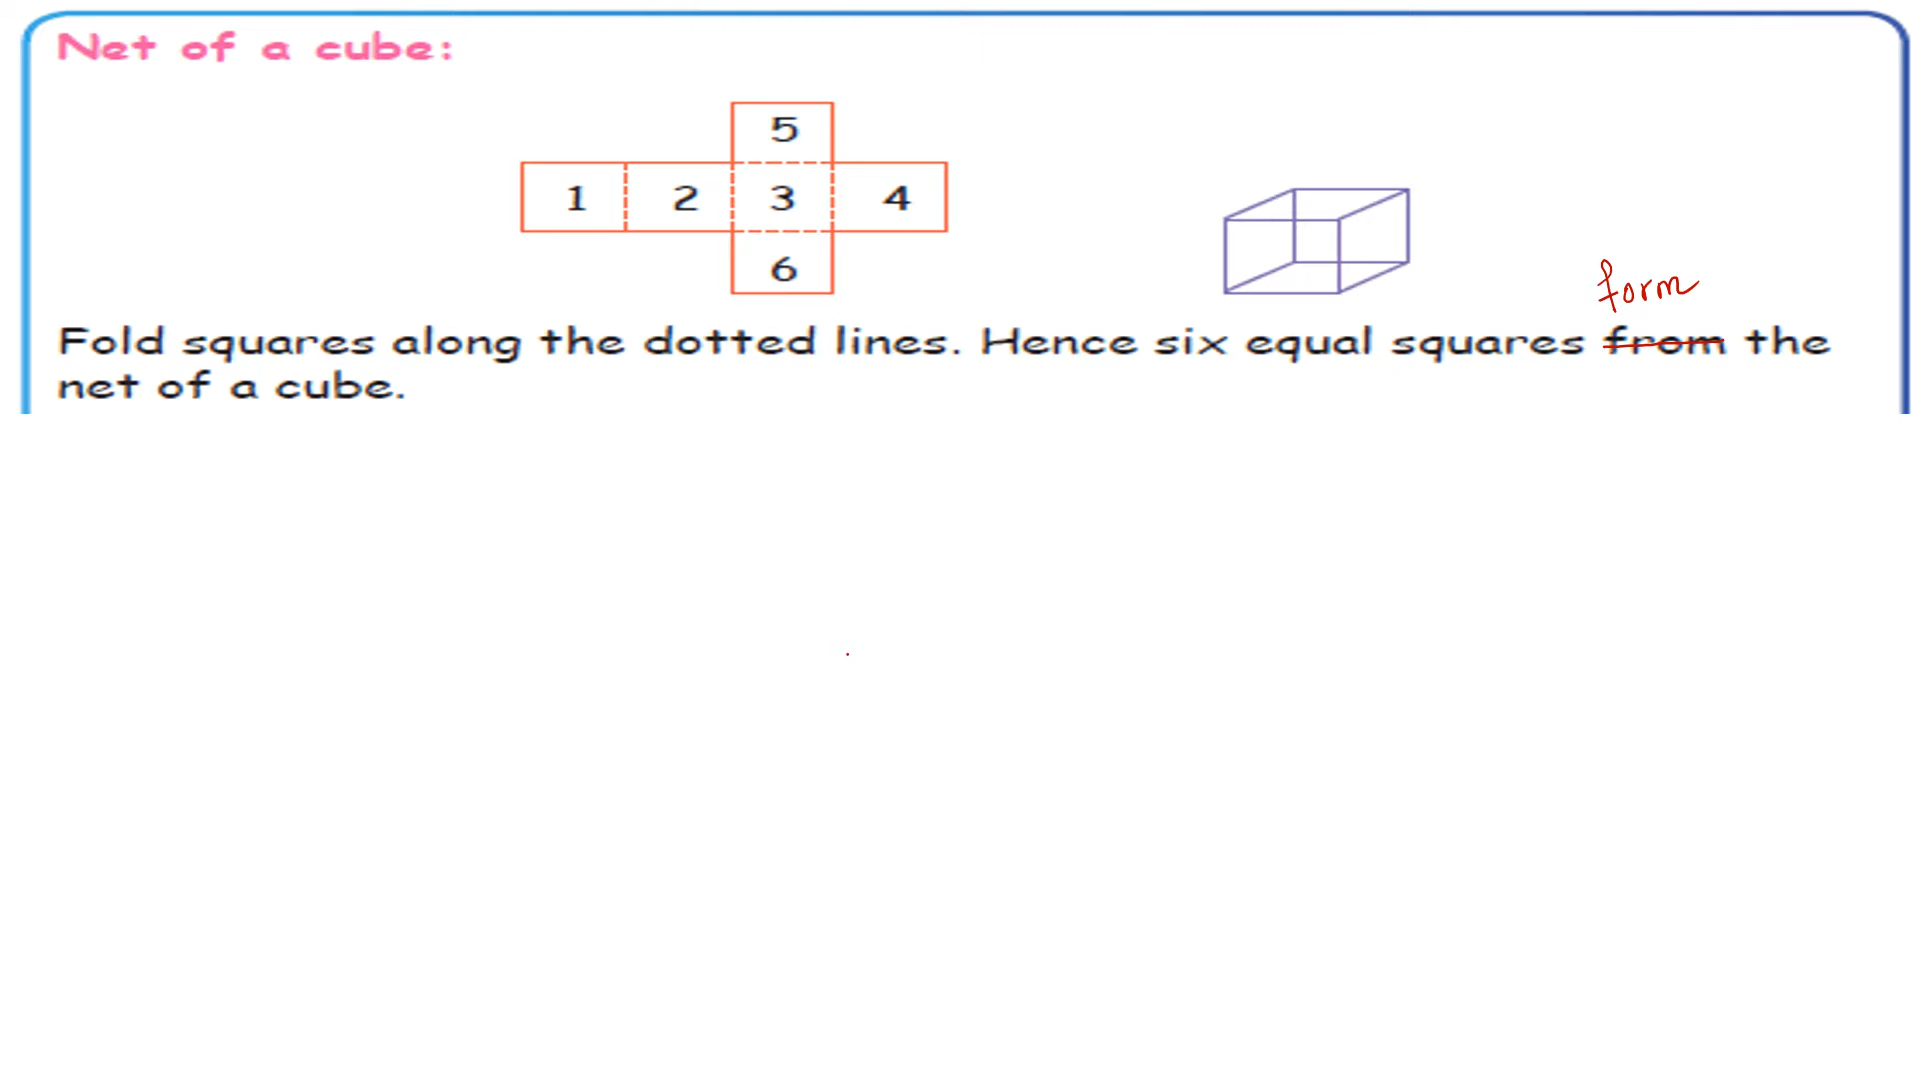 Net of a cube:
5
1 2 3 4
6
form
Fold squares along the dotted lines. Hence six equal squares from the
net of a cube.